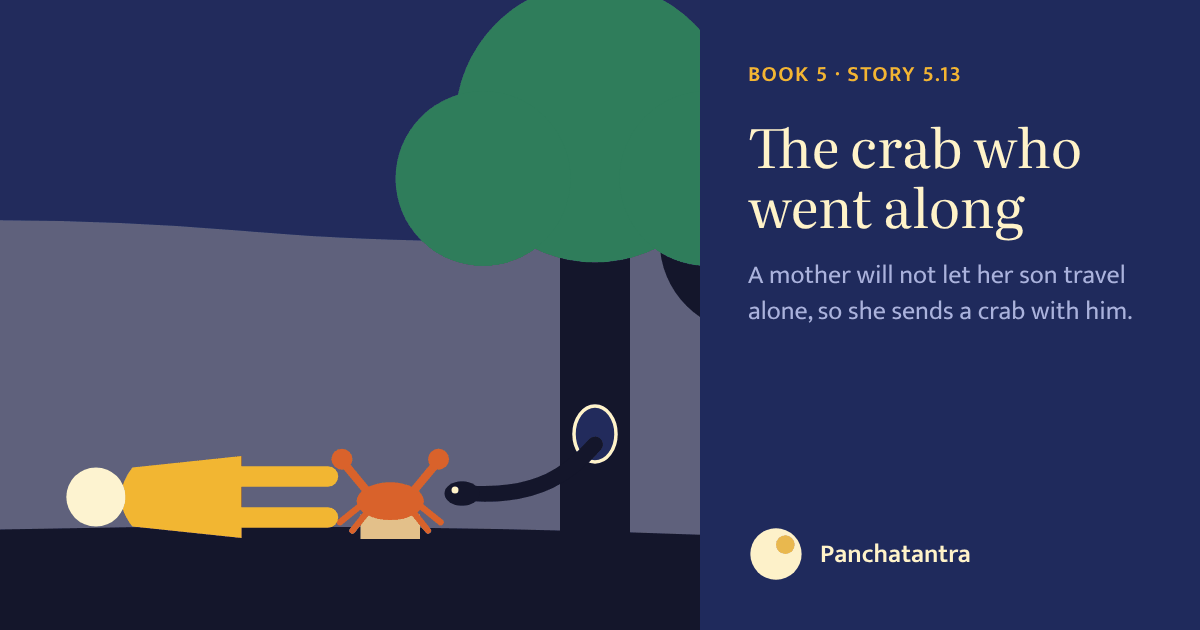 BOOK 5 · STORY 5.13
The crab who
went along
A mother will not let her son travel
alone, so she sends a crab with him.
Panchatantra